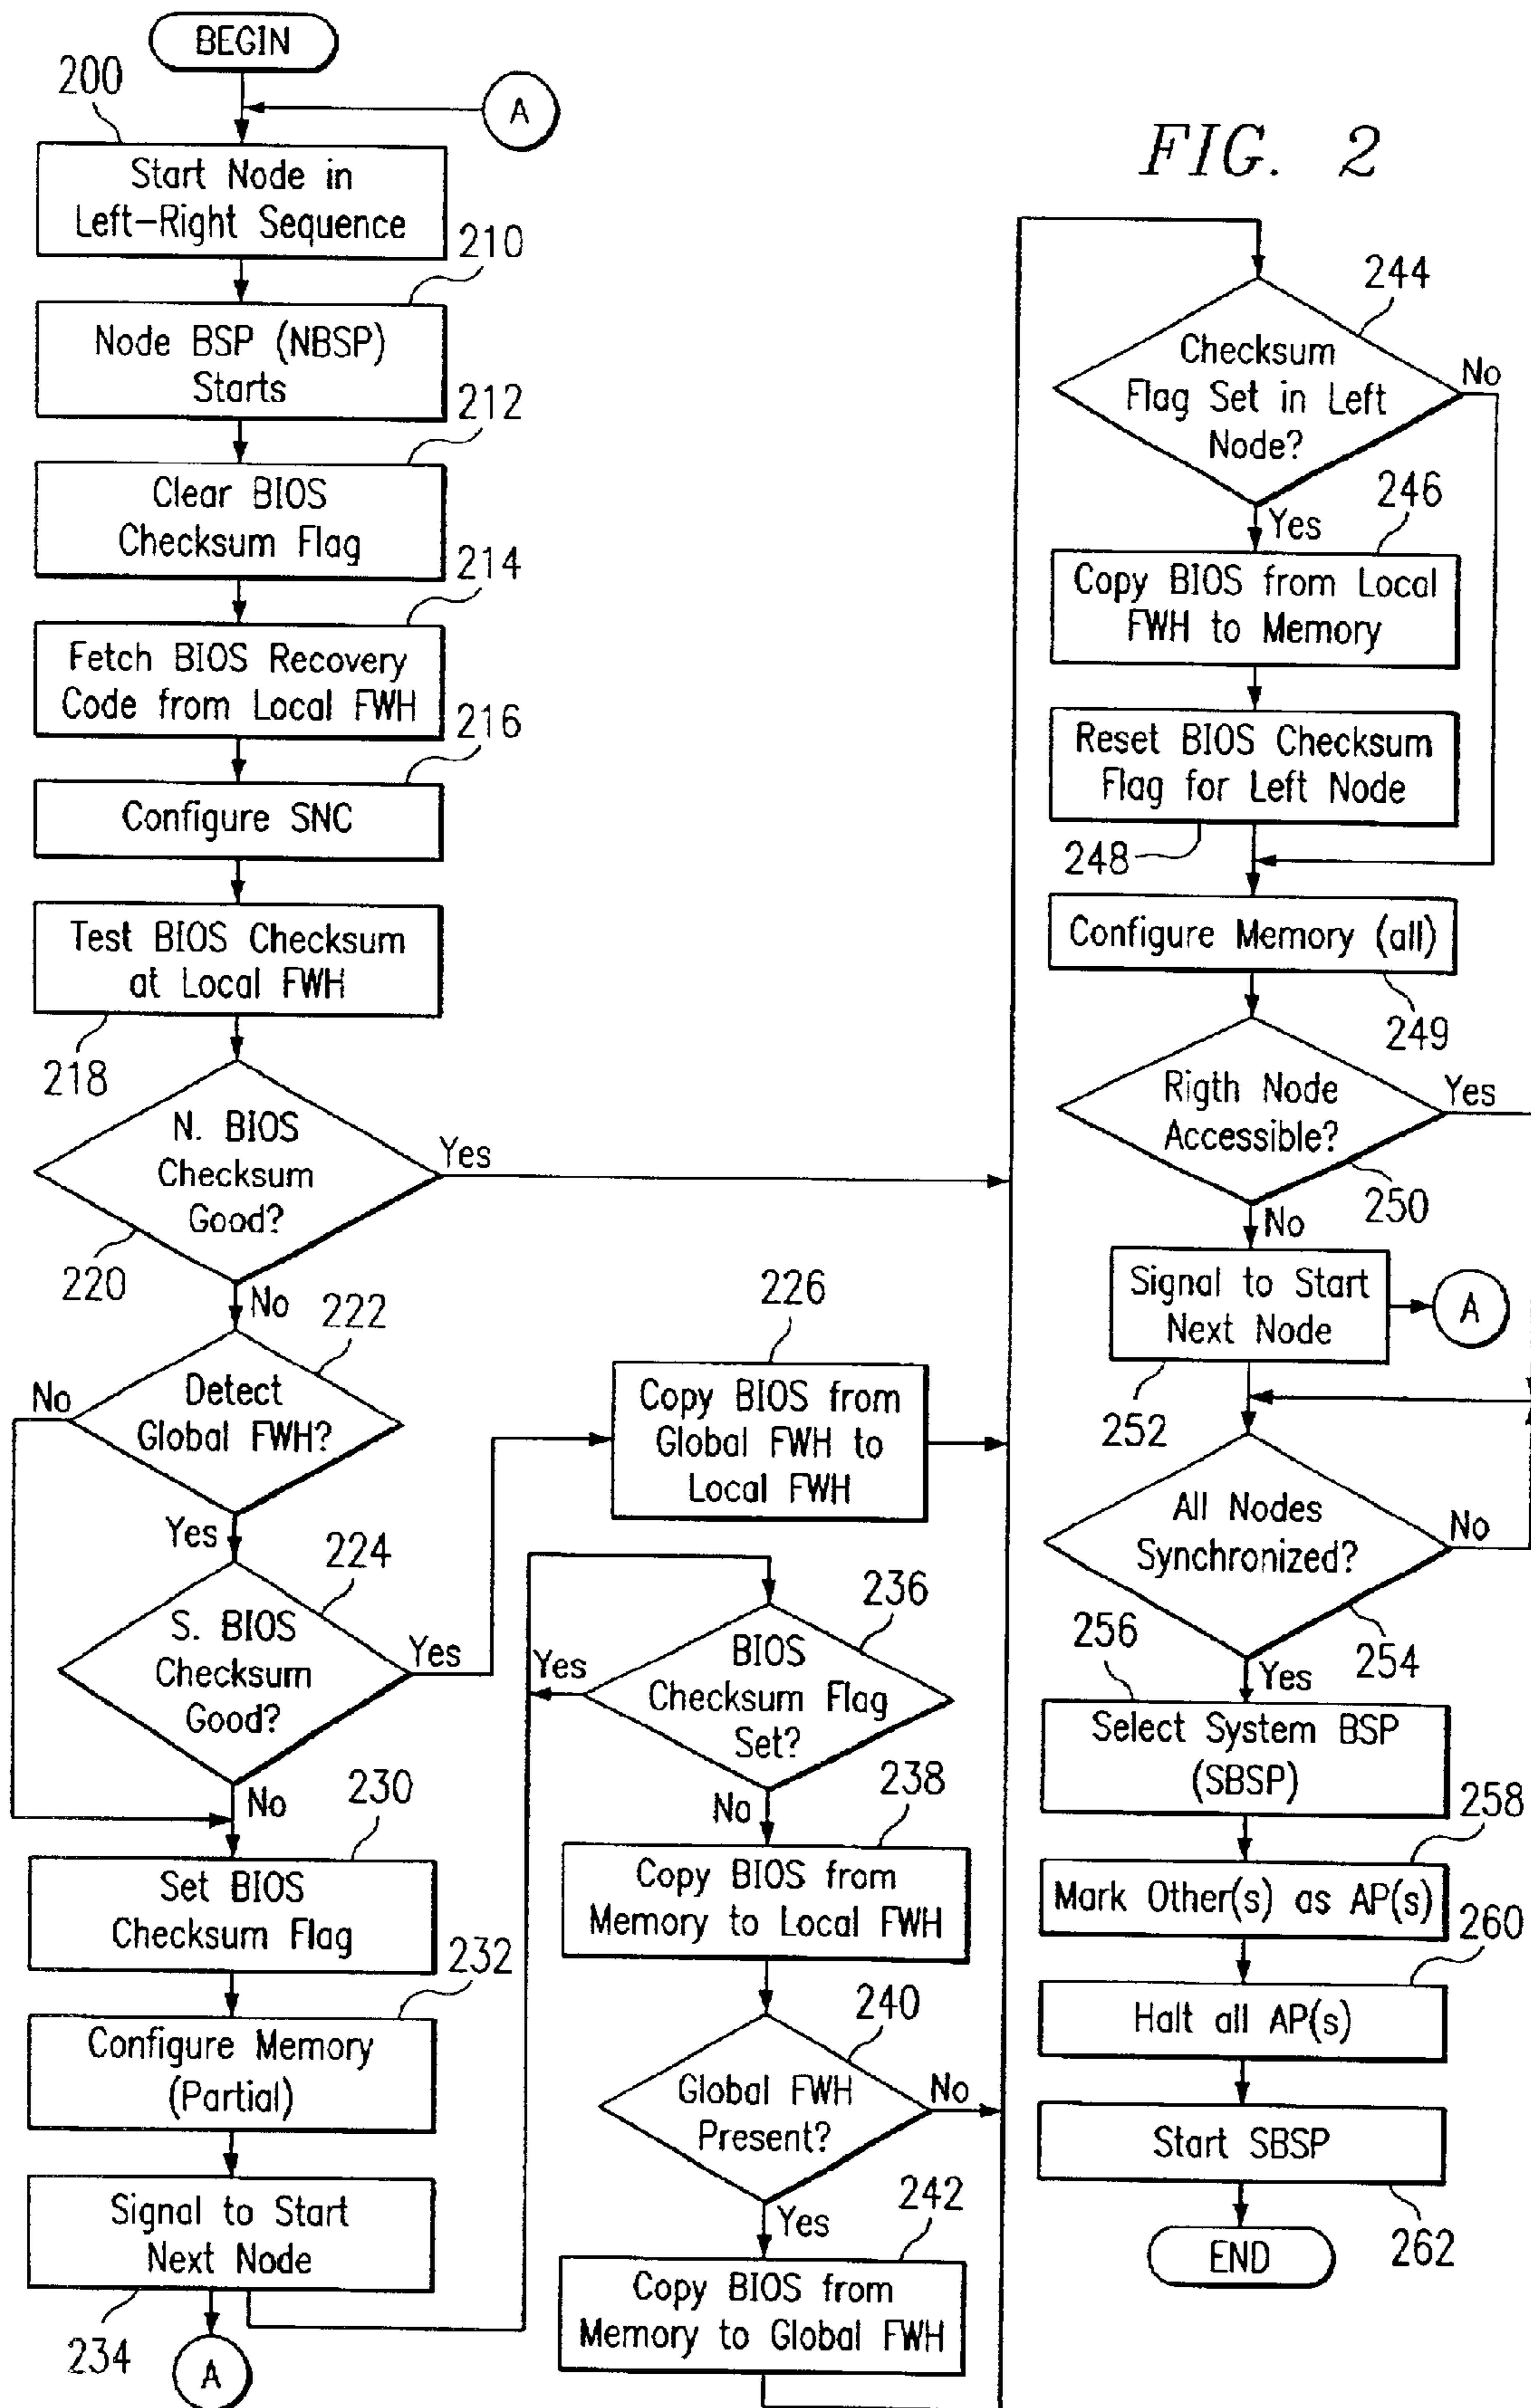 FIG. 2
BEGIN
A
200
Start Node in
Left-Right Sequence
210
Node BSP (NBSP)
Starts
212
Clear BIOS
Checksum Flag
214
Fetch BIOS Recovery
Code from Local FWH
216
Configure SNC
Test BIOS Checksum
at Local FWH
218
N. BIOS
Checksum
Good?
Yes
220
No
222
Detect
Global FWH?
No
Yes
224
S. BIOS
Checksum
Good?
Yes
No
226
Copy BIOS from
Global FWH to
Local FWH
230
Set BIOS
Checksum Flag
232
Configure Memory
(Partial)
Signal to Start
Next Node
234
A
236
BIOS
Checksum Flag
Set?
Yes
No
238
Copy BIOS from
Memory to Local FWH
240
Global FWH
Present?
No
Yes
242
Copy BIOS from
Memory to Global FWH
244
Checksum
Flag Set in Left
Node?
No
Yes
246
Copy BIOS from Local
FWH to Memory
Reset BIOS Checksum
Flag for Left Node
248
Configure Memory (all)
249
Rigth Node
Accessible?
Yes
250
No
Signal to Start
Next Node
A
252
All Nodes
Synchronized?
No
254
Yes
256
Select System BSP
(SBSP)
258
Mark Other(s) as AP(s)
260
Halt all AP(s)
Start SBSP
262
END